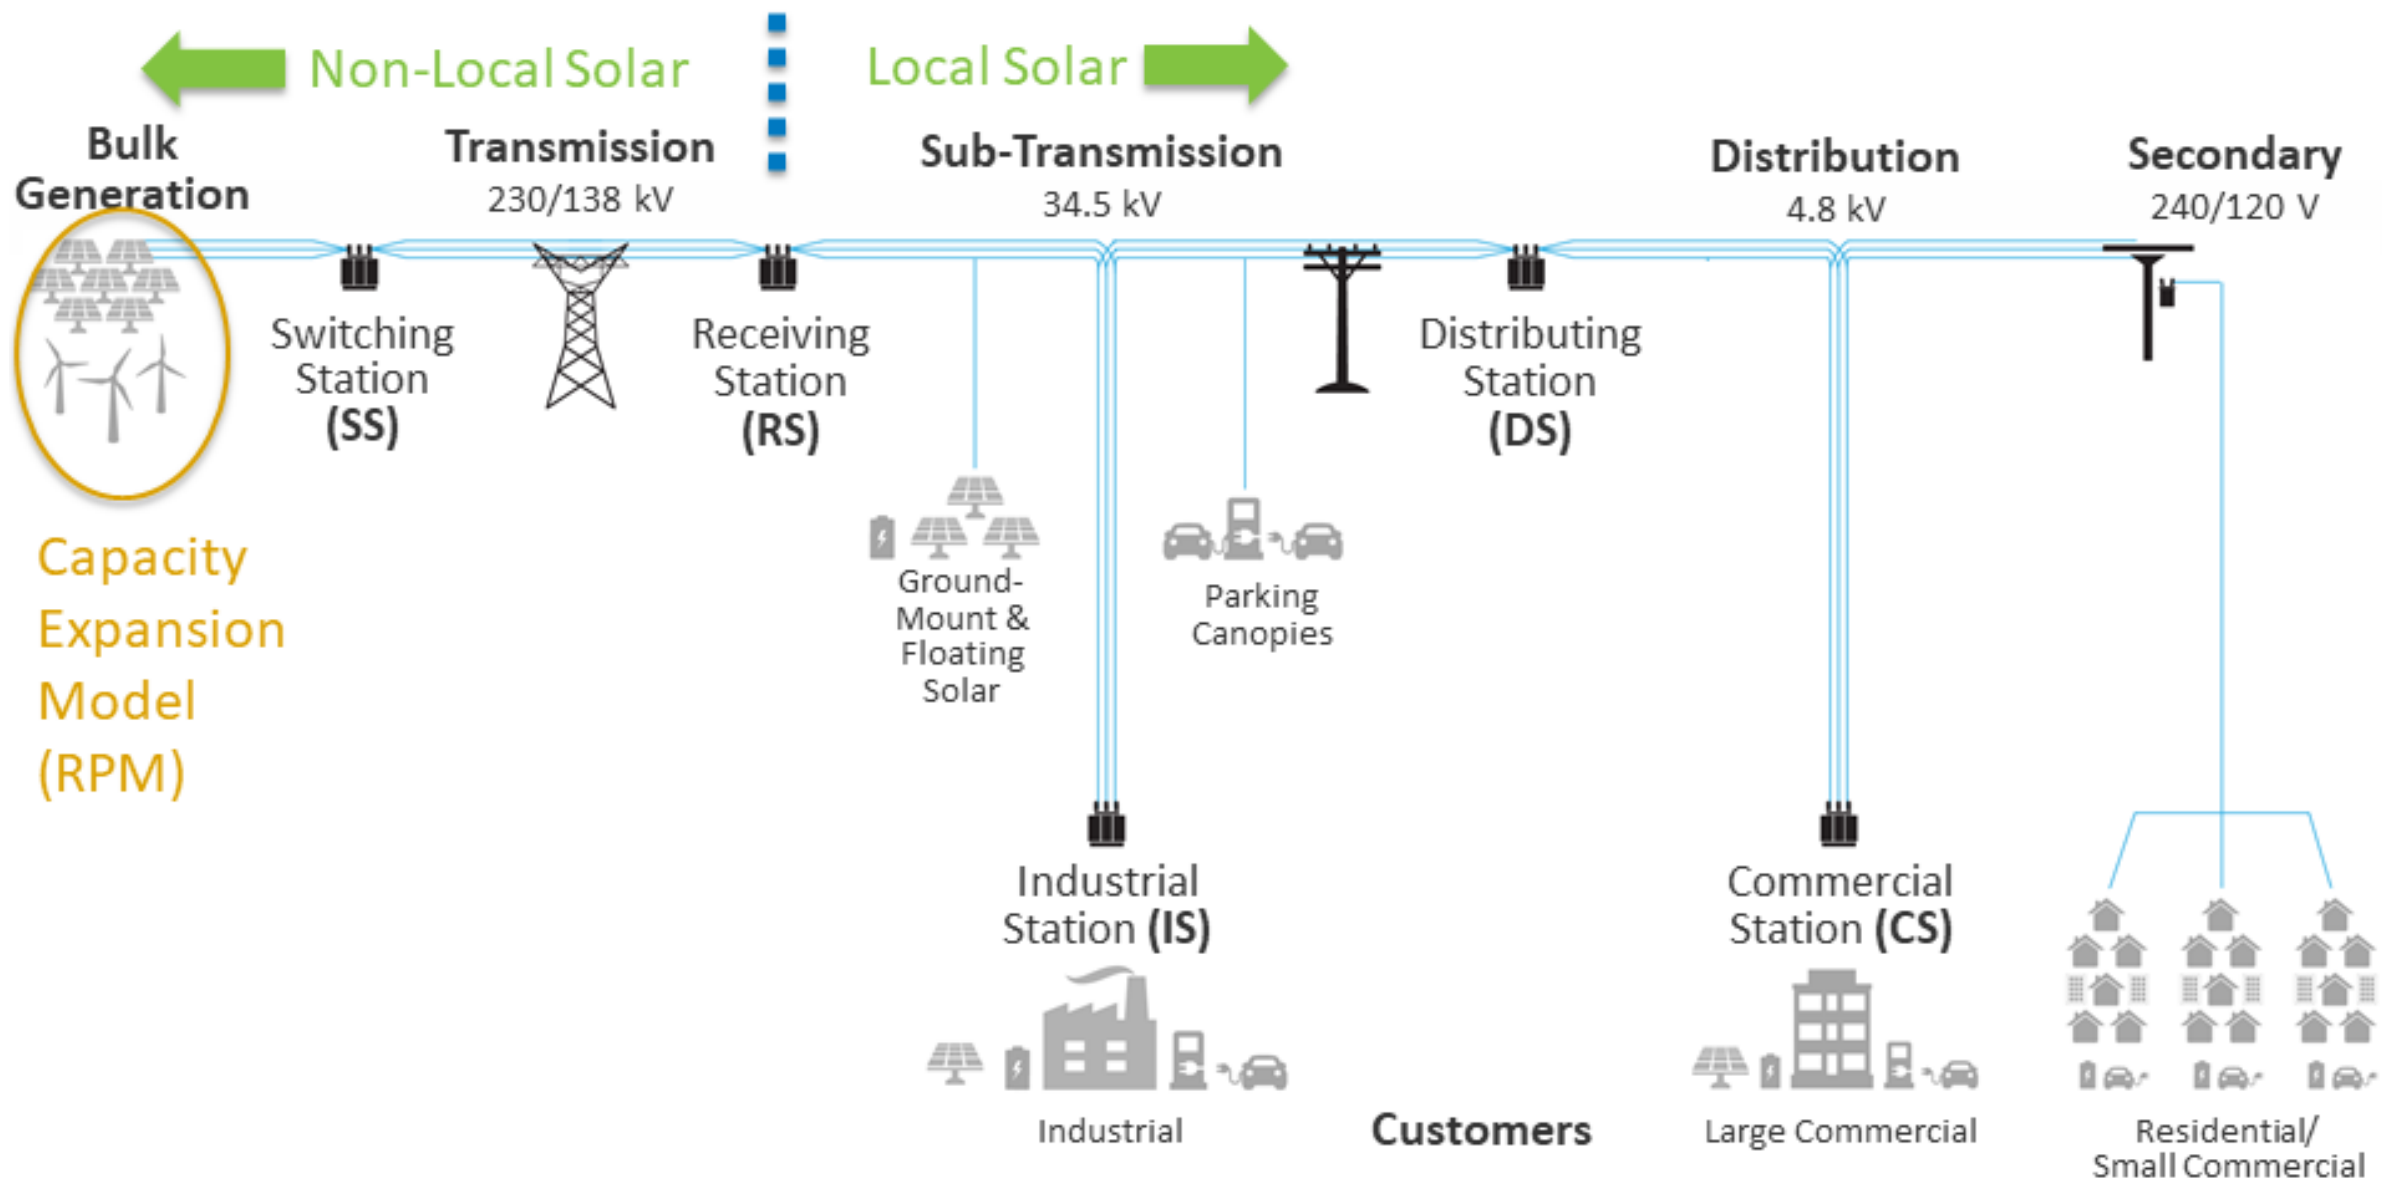 Non-Local Solar
Local Solar
Bulk
Generation
Transmission
230/138 kV
Sub-Transmission
34.5 kV
Distribution
4.8 kV
Secondary
240/120 V
Switching
Station
(SS)
Receiving
Station
(RS)
Distributing
Station
(DS)
Capacity
Expansion
Model
(RPM)
Ground-
Mount &
Floating
Solar
Parking
Canopies
Industrial
Station (IS)
Commercial
Station (CS)
Industrial
Customers
Large Commercial
Residential/
Small Commercial